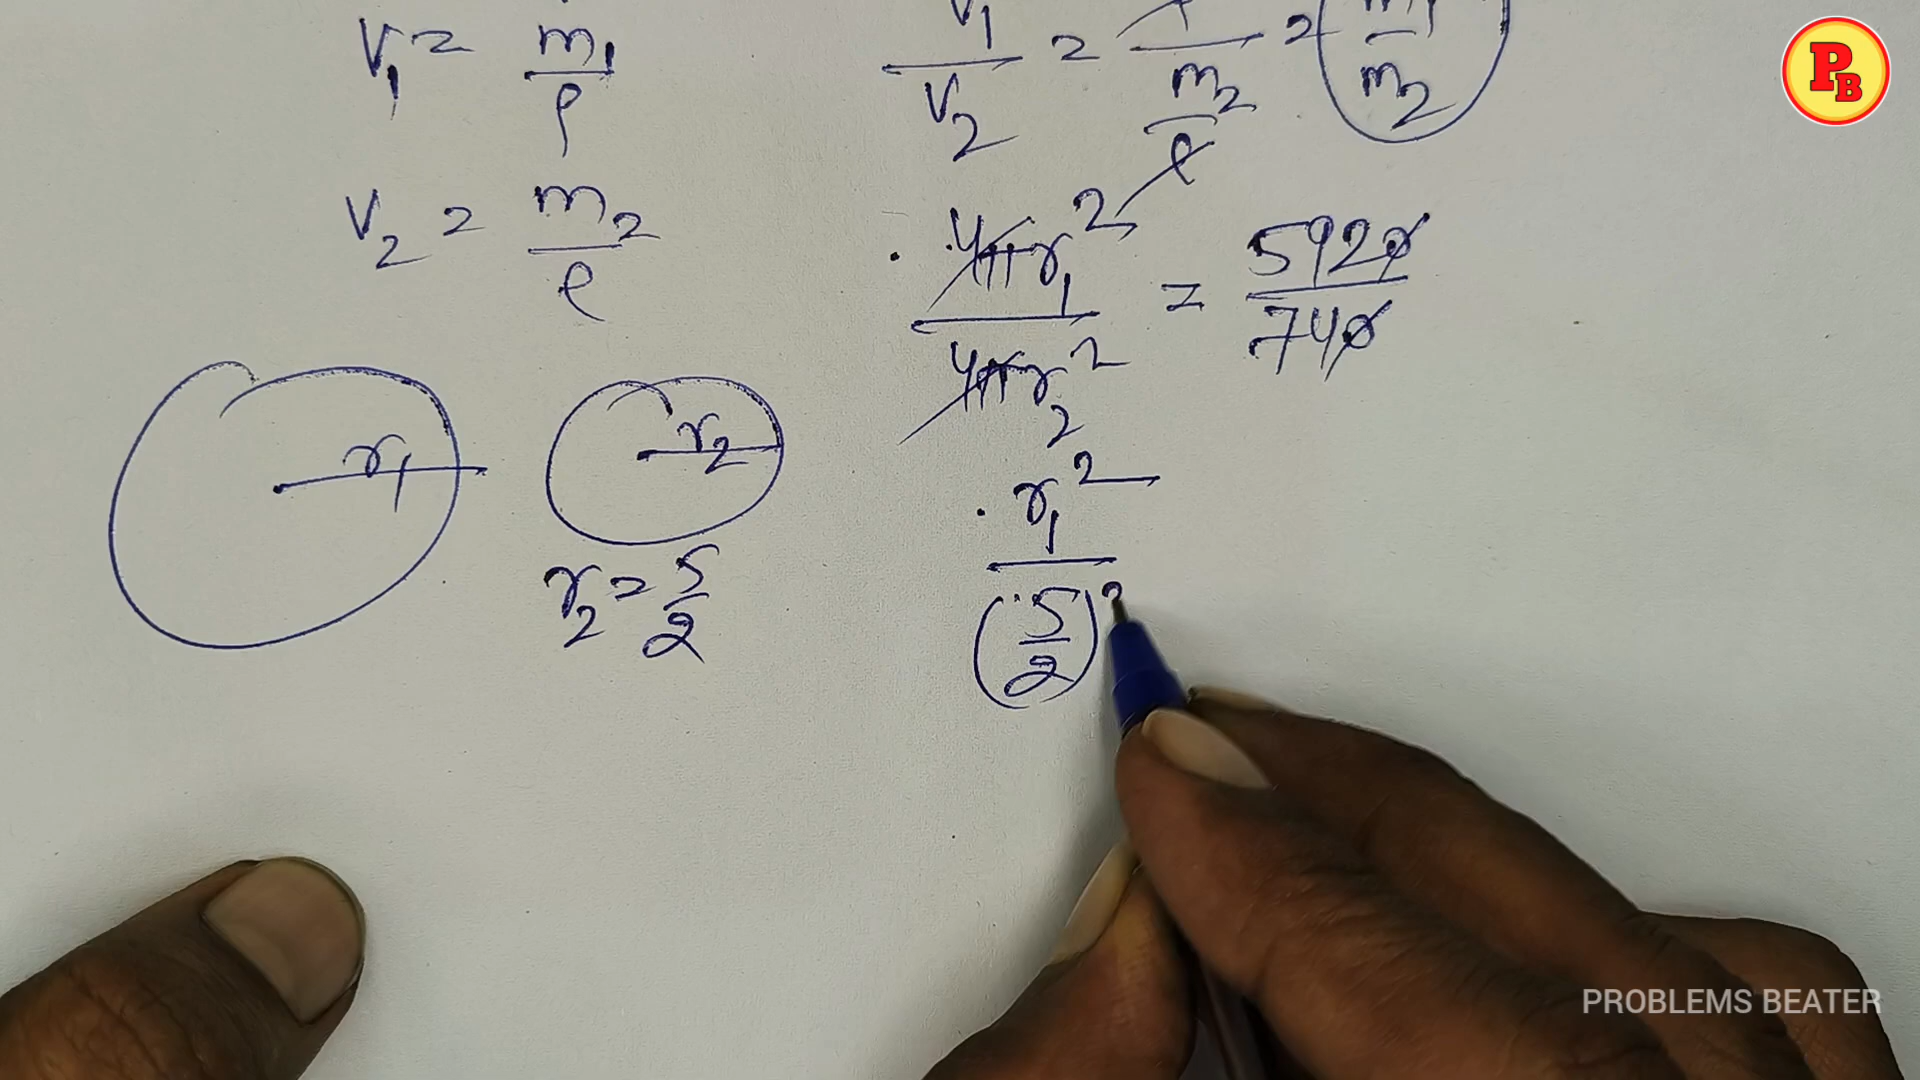 V₁ = m₁/ρ
V₁/V₂ = /(m₂/ρ) = m₁/m₂
V₂ = m₂/ρ
4πr₁²/4πr₂² = 5920/740
r₁
r₂
r₂ = 5/2
r₁²/(5/2)²
PB
PROBLEMS BEATER